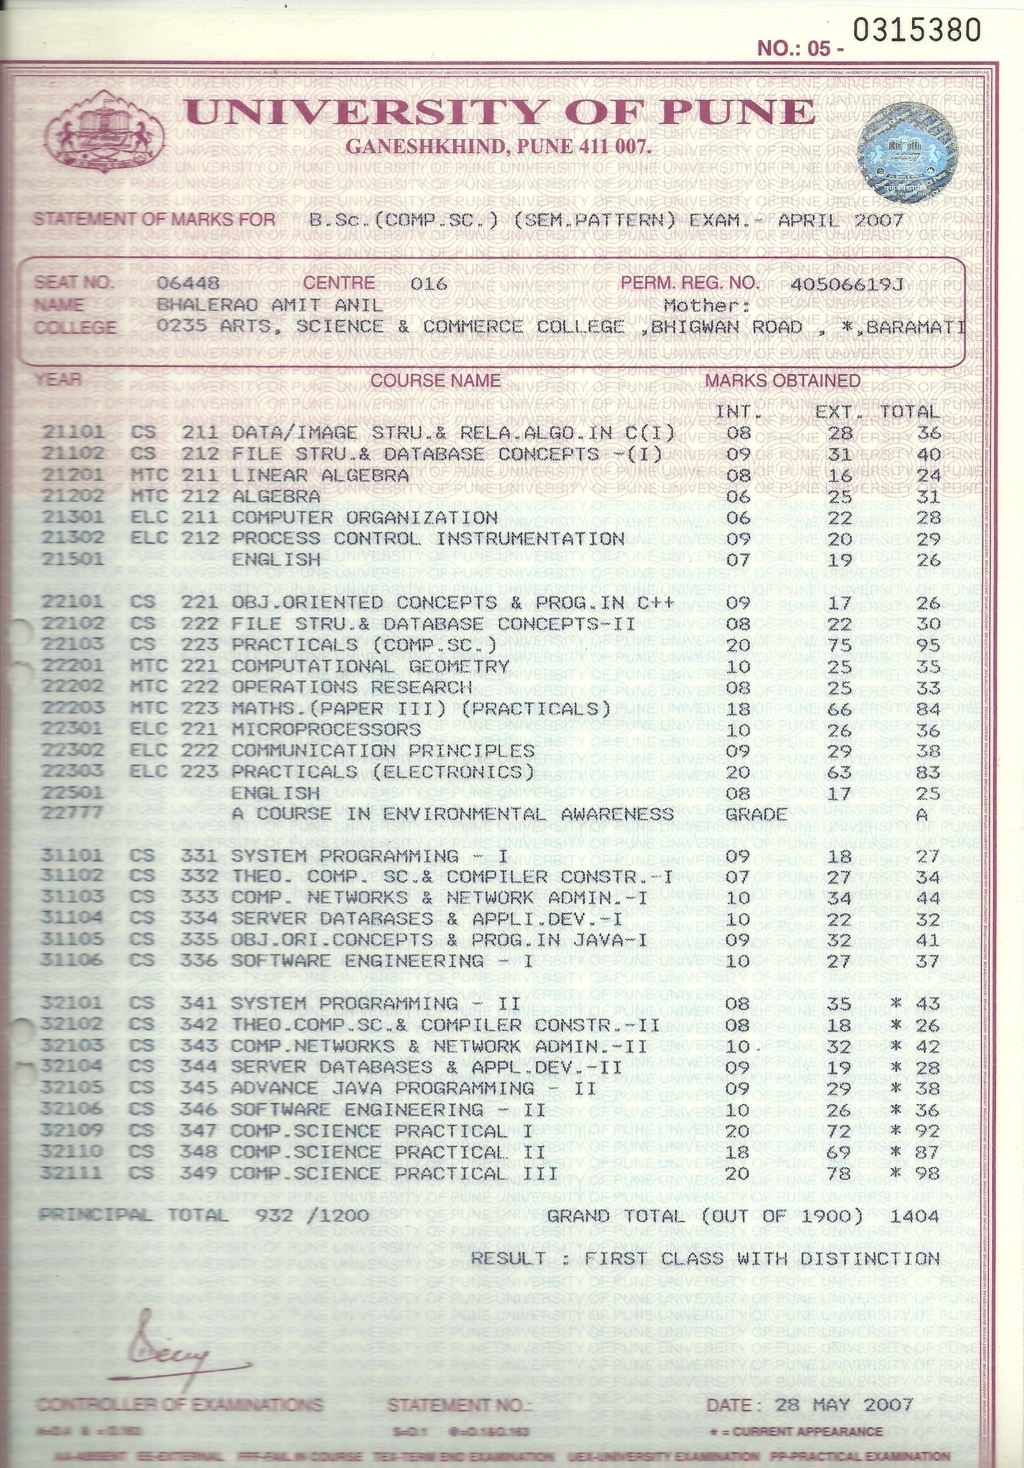 NO.: 05 - 0315380
UNIVERSITY OF PUNE
GANESHKHIND, PUNE 411 007.
STATEMENT OF MARKS FOR B.Sc.(COMP.SC.) (SEM.PATTERN) EXAM.- APRIL 2007
SEAT NO. 06448 CENTRE 016 PERM. REG. NO. 40506619J
NAME BHALERAO AMIT ANIL Mother:
COLLEGE 0235 ARTS, SCIENCE & COMMERCE COLLEGE ,BHIGWAN ROAD , *,BARAMATI
YEAR COURSE NAME MARKS OBTAINED
INT. EXT. TOTAL
21101 CS 211 DATA/IMAGE STRU.& RELA.ALGO.IN C(I) 08 28 36
21102 CS 212 FILE STRU.& DATABASE CONCEPTS -(I) 09 31 40
21201 MTC 211 LINEAR ALGEBRA 08 16 24
21202 MTC 212 ALGEBRA 06 25 31
21301 ELC 211 COMPUTER ORGANIZATION 06 22 28
21302 ELC 212 PROCESS CONTROL INSTRUMENTATION 09 20 29
21501 ENGLISH 07 19 26
22101 CS 221 OBJ.ORIENTED CONCEPTS & PROG.IN C++ 09 17 26
22102 CS 222 FILE STRU.& DATABASE CONCEPTS-II 08 22 30
22103 CS 223 PRACTICALS (COMP.SC.) 20 75 95
22201 MTC 221 COMPUTATIONAL GEOMETRY 10 25 35
22202 MTC 222 OPERATIONS RESEARCH 08 25 33
22203 MTC 223 MATHS.(PAPER III) (PRACTICALS) 18 66 84
22301 ELC 221 MICROPROCESSORS 10 26 36
22302 ELC 222 COMMUNICATION PRINCIPLES 09 29 38
22303 ELC 223 PRACTICALS (ELECTRONICS) 20 63 83
22501 ENGLISH 08 17 25
22777 A COURSE IN ENVIRONMENTAL AWARENESS GRADE A
31101 CS 331 SYSTEM PROGRAMMING - I 09 18 27
31102 CS 332 THEO. COMP. SC.& COMPILER CONSTR.-I 07 27 34
31103 CS 333 COMP. NETWORKS & NETWORK ADMIN.-I 10 34 44
31104 CS 334 SERVER DATABASES & APPLI.DEV.-I 10 22 32
31105 CS 335 OBJ.ORI.CONCEPTS & PROG.IN JAVA-I 09 32 41
31106 CS 336 SOFTWARE ENGINEERING - I 10 27 37
32101 CS 341 SYSTEM PROGRAMMING - II 08 35 * 43
32102 CS 342 THEO.COMP.SC.& COMPILER CONSTR.-II 08 18 * 26
32103 CS 343 COMP.NETWORKS & NETWORK ADMIN.-II 10 32 * 42
32104 CS 344 SERVER DATABASES & APPL.DEV.-II 09 19 * 28
32105 CS 345 ADVANCE JAVA PROGRAMMING - II 09 29 * 38
32106 CS 346 SOFTWARE ENGINEERING - II 10 26 * 36
32109 CS 347 COMP.SCIENCE PRACTICAL I 20 72 * 92
32110 CS 348 COMP.SCIENCE PRACTICAL II 18 69 * 87
32111 CS 349 COMP.SCIENCE PRACTICAL III 20 78 * 98
PRINCIPAL TOTAL 932 /1200 GRAND TOTAL (OUT OF 1900) 1404
RESULT : FIRST CLASS WITH DISTINCTION
CONTROLLER OF EXAMINATIONS STATEMENT NO.: DATE : 28 MAY 2007
* = CURRENT APPEARANCE
AA-ABSENT EE-EXTERNAL FFF-FAIL IN COURSE TEX-TERM END EXAMINATION UEX-UNIVERSITY EXAMINATION PP-PRACTICAL EXAMINATION